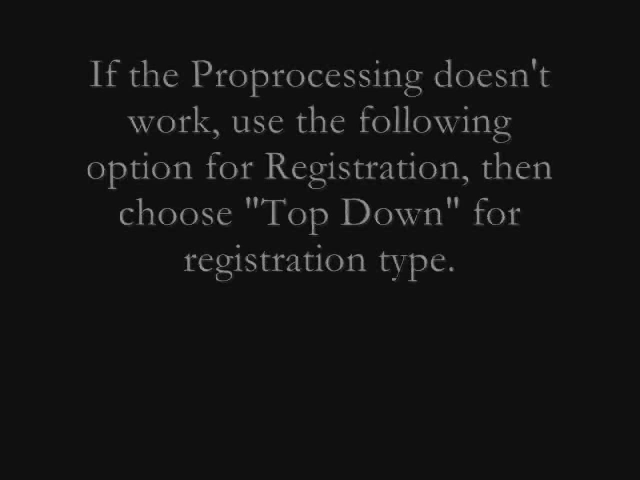 If the Proprocessing doesn't
work, use the following
option for Registration, then
choose "Top Down" for
registration type.